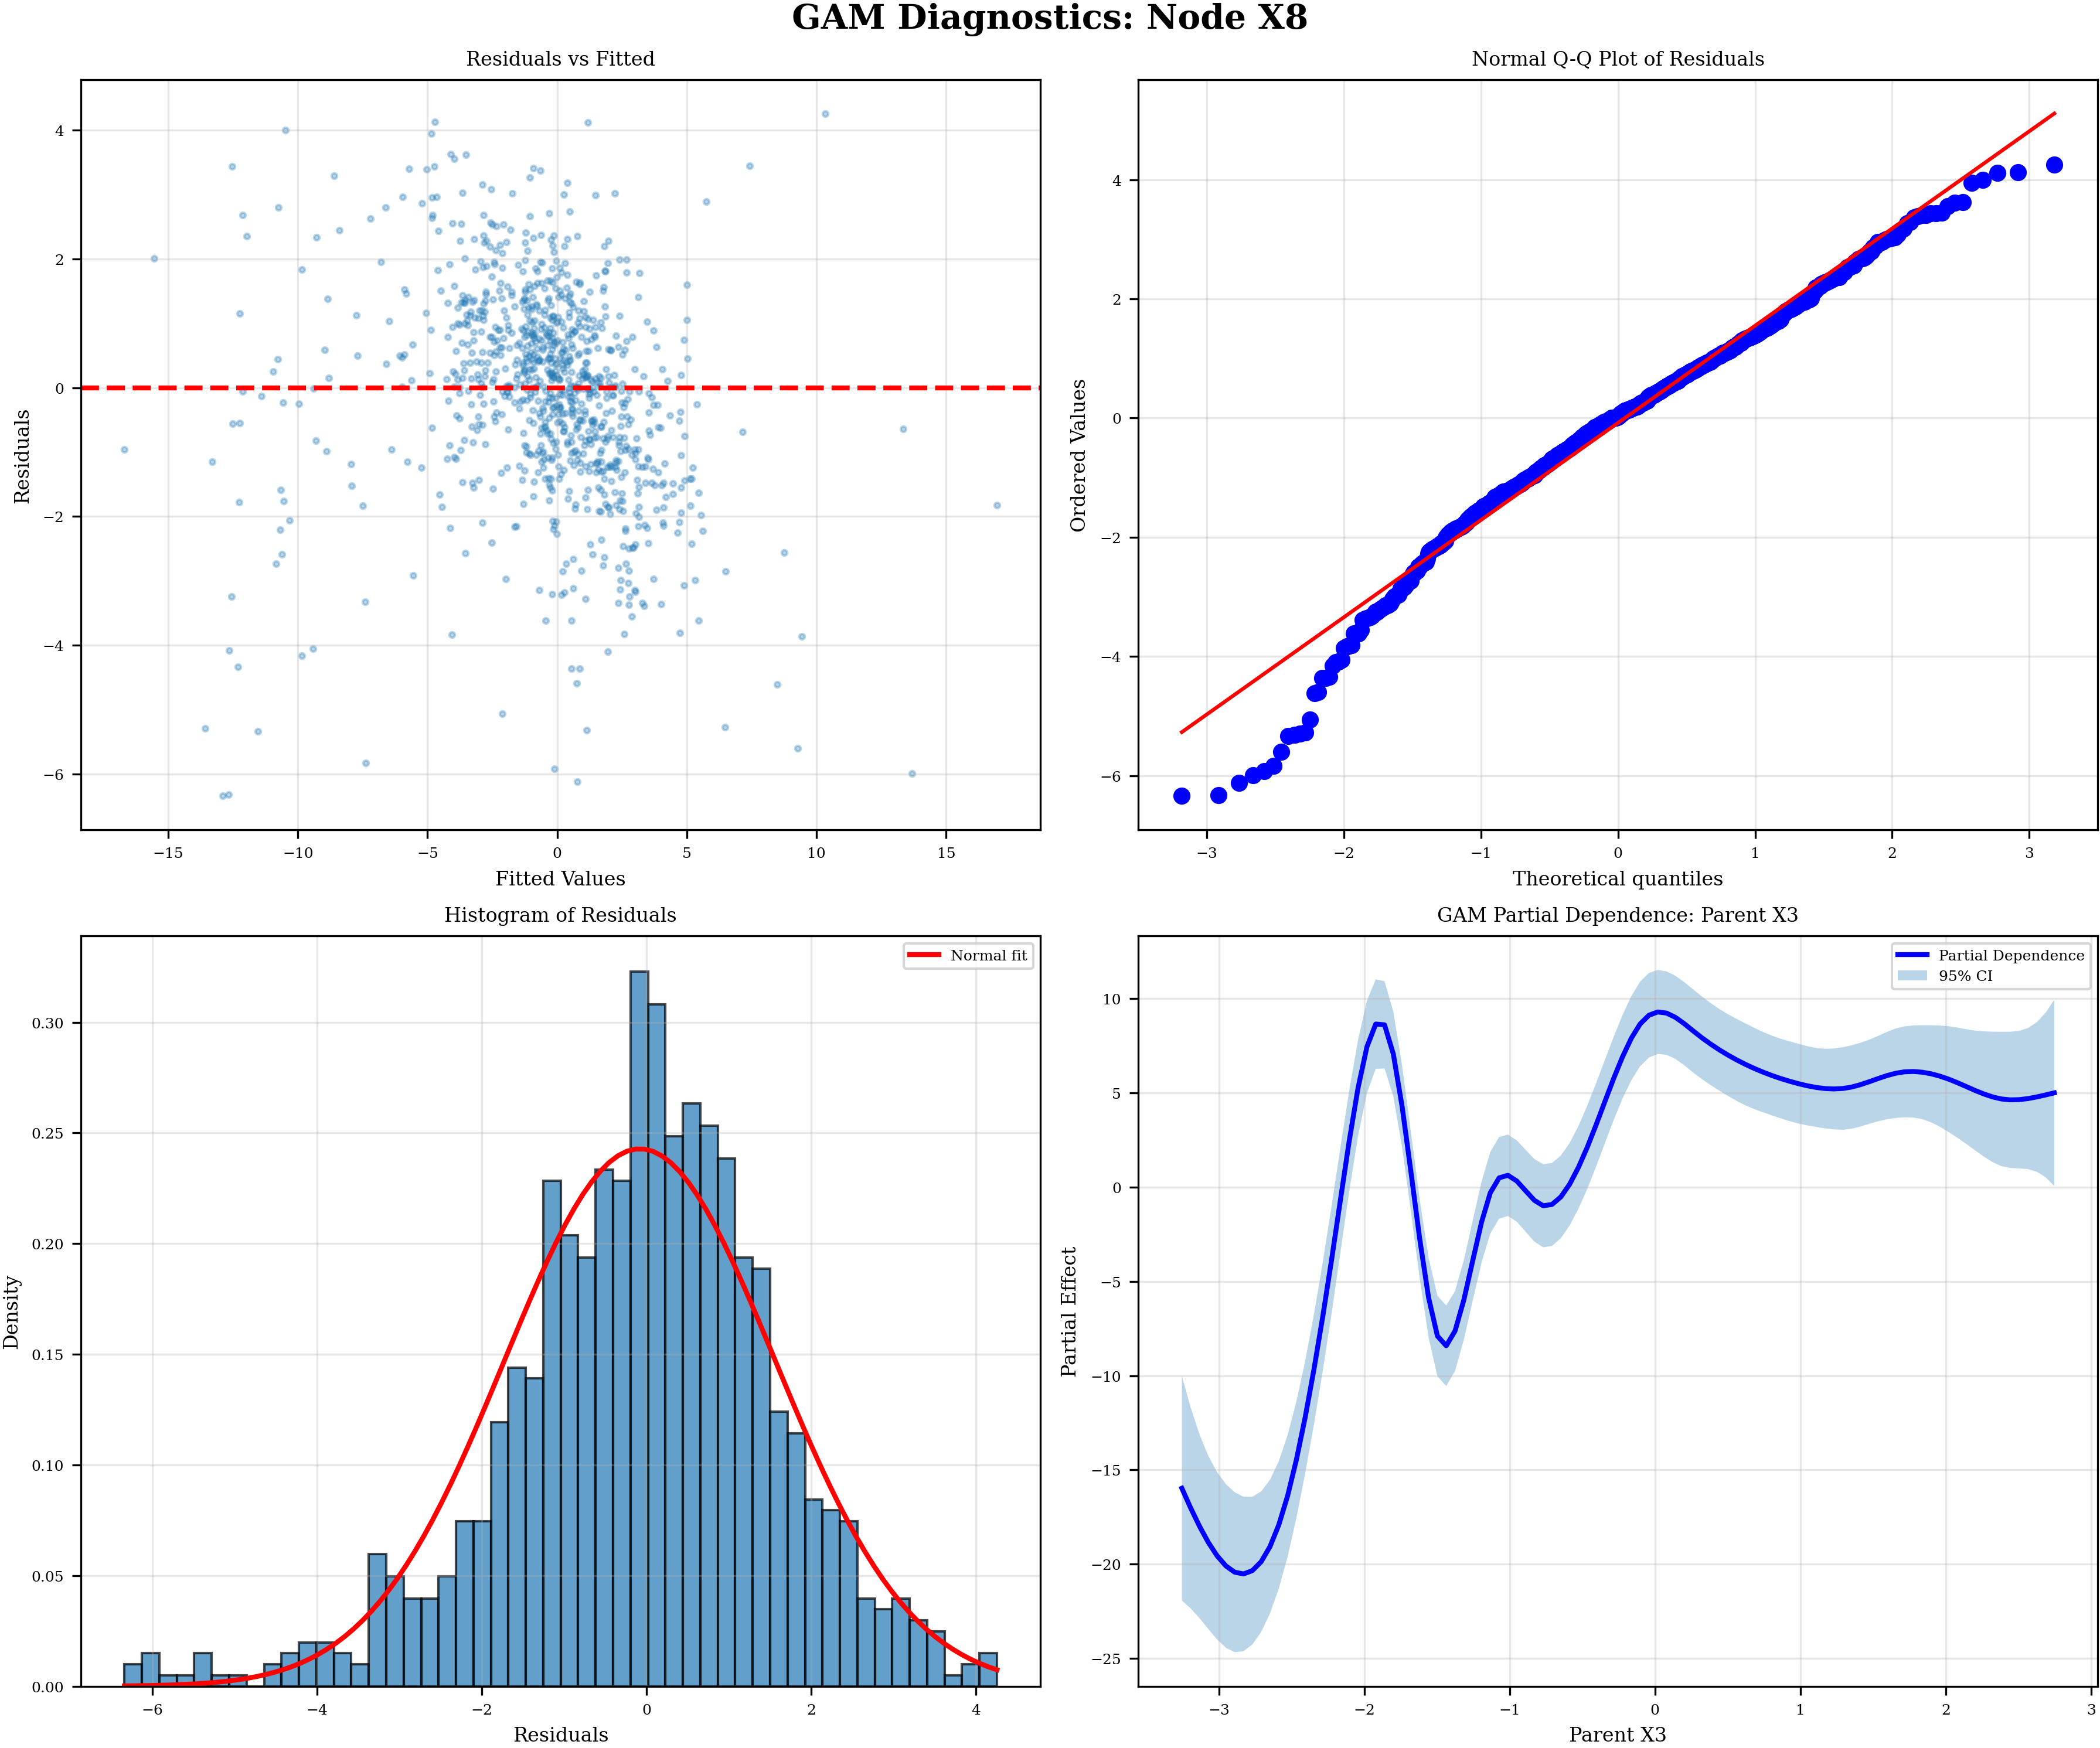 GAM Diagnostics: Node X8
Residuals vs Fitted
Residuals
4
2
0
−2
−4
−6
−15 −10 −5 0 5 10 15
Fitted Values
Normal Q-Q Plot of Residuals
Ordered Values
4
2
0
−2
−4
−6
−3 −2 −1 0 1 2 3
Theoretical quantiles
Histogram of Residuals
Normal fit
Density
0.30
0.25
0.20
0.15
0.10
0.05
0.00
−6 −4 −2 0 2 4
Residuals
GAM Partial Dependence: Parent X3
Partial Dependence
95% CI
Partial Effect
10
5
0
−5
−10
−15
−20
−25
−3 −2 −1 0 1 2 3
Parent X3